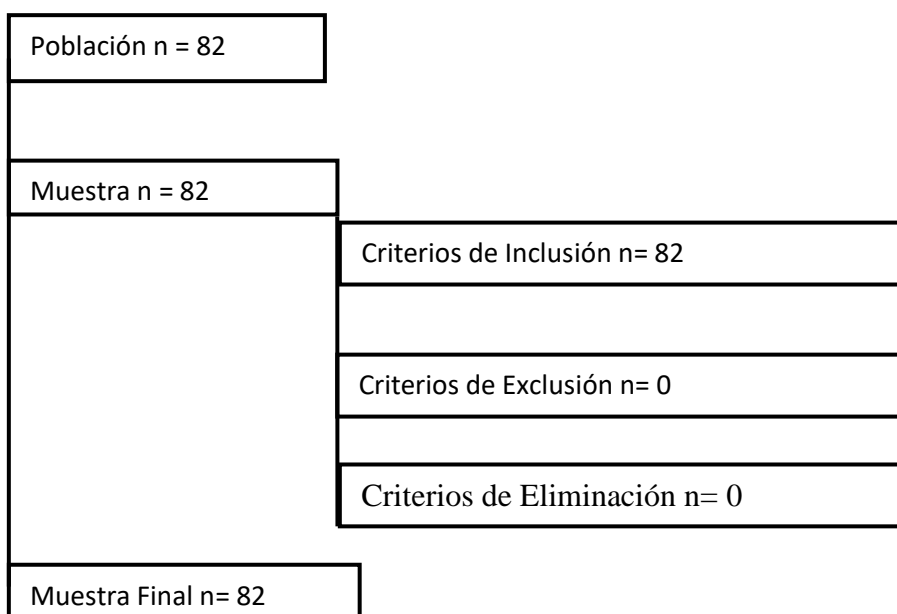 Población n = 82
Muestra n = 82
Criterios de Inclusión n= 82
Criterios de Exclusión n= 0
Criterios de Eliminación n= 0
Muestra Final n= 82